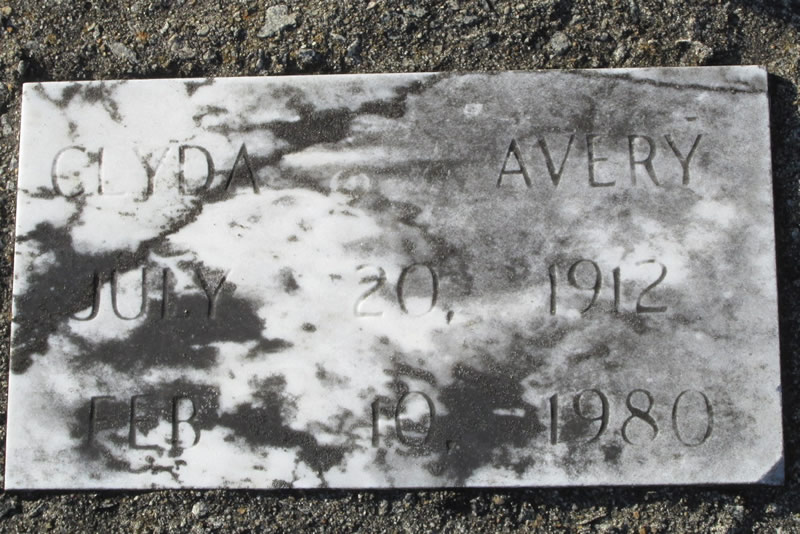 CLYDA AVERY
JULY 20, 1912
FEB 10, 1980